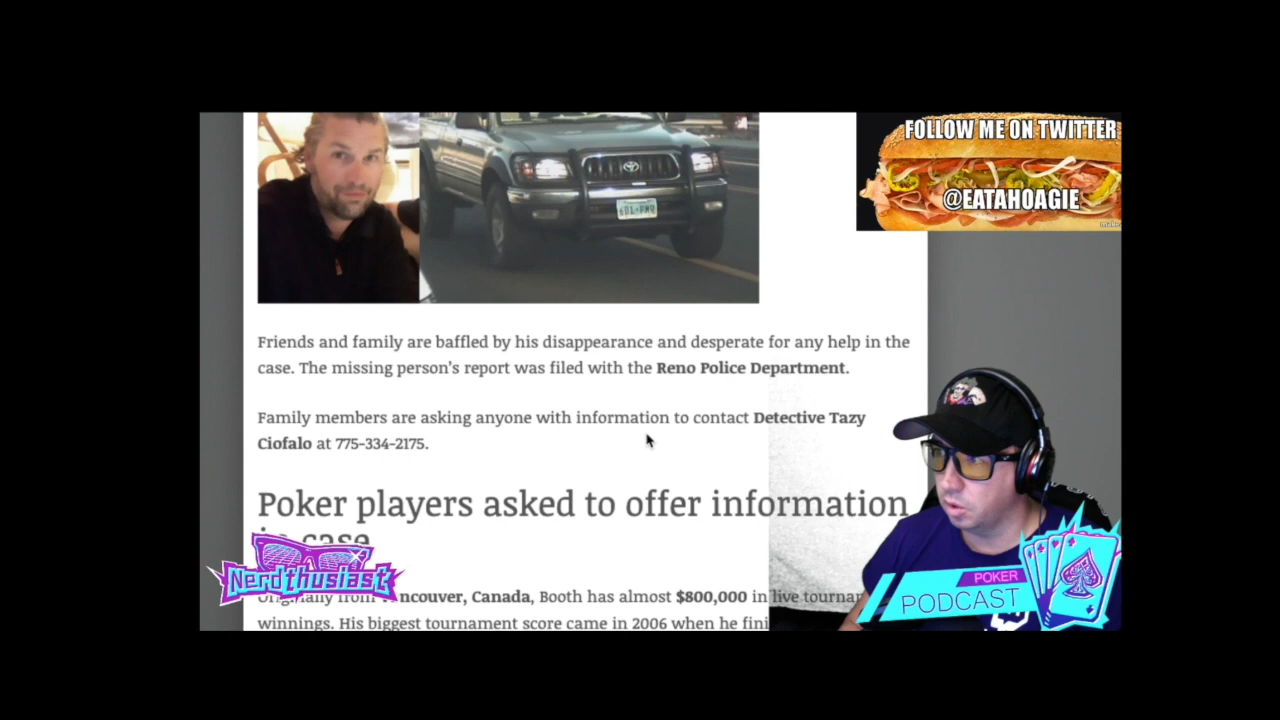 FOLLOW ME ON TWITTER
@EATAHOAGIE
Friends and family are baffled by his disappearance and desperate for any help in the
case. The missing person's report was filed with the Reno Police Department.
Family members are asking anyone with information to contact Detective Tazy
Ciofalo at 775-334-2175.
Poker players asked to offer information
case
Nerdthusiast
Vancouver, Canada, Booth has almost $800,000 in live
winnings. His biggest tournament score came in 2006 when he
POKER
PODCAST